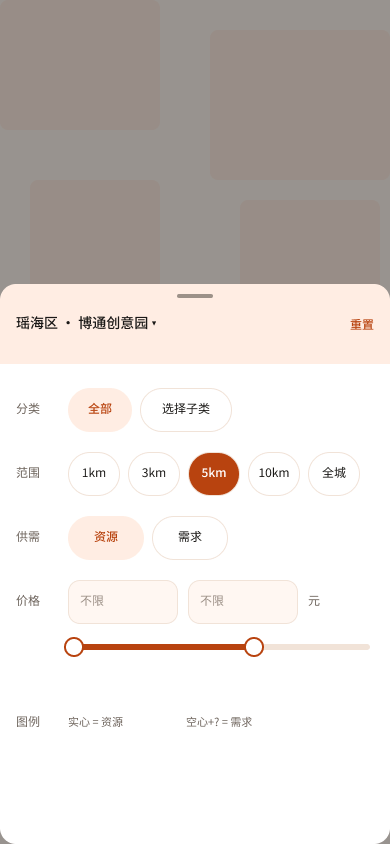 瑶海区 · 博通创意园 ▾
重置
分类 全部 选择子类
范围 1km 3km 5km 10km 全城
供需 资源 需求
价格 不限 不限 元
图例 实心 = 资源 空心+? = 需求